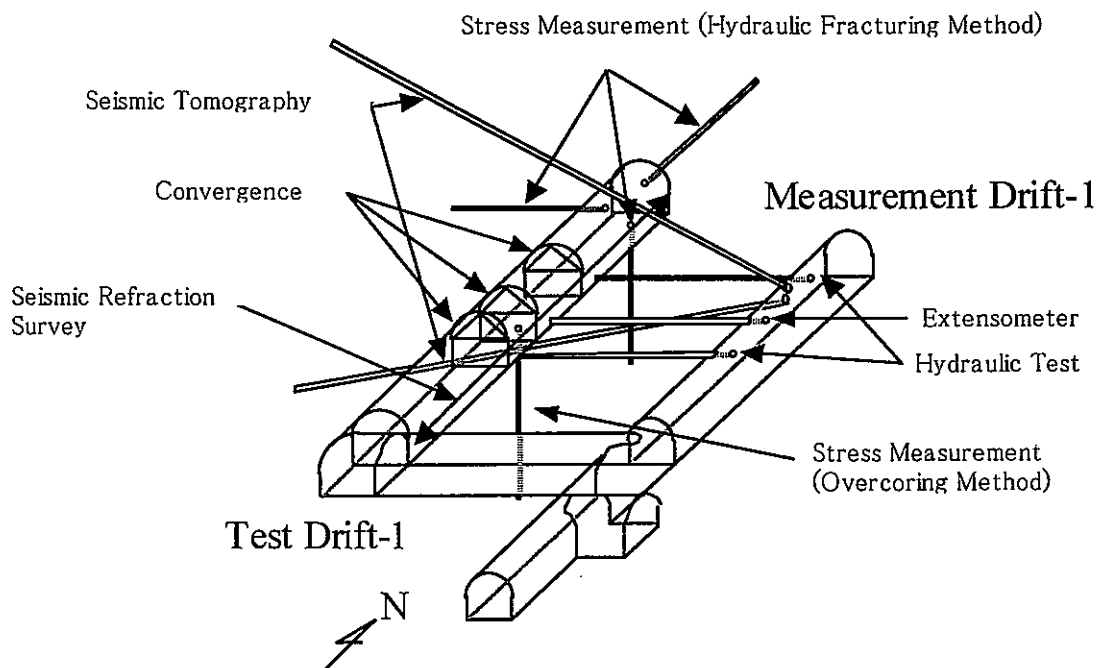 Stress Measurement (Hydraulic Fracturing Method)
Seismic Tomography
Convergence
Measurement Drift-1
Seismic Refraction
Survey
Extensometer
Hydraulic Test
Stress Measurement
(Overcoring Method)
Test Drift-1
N